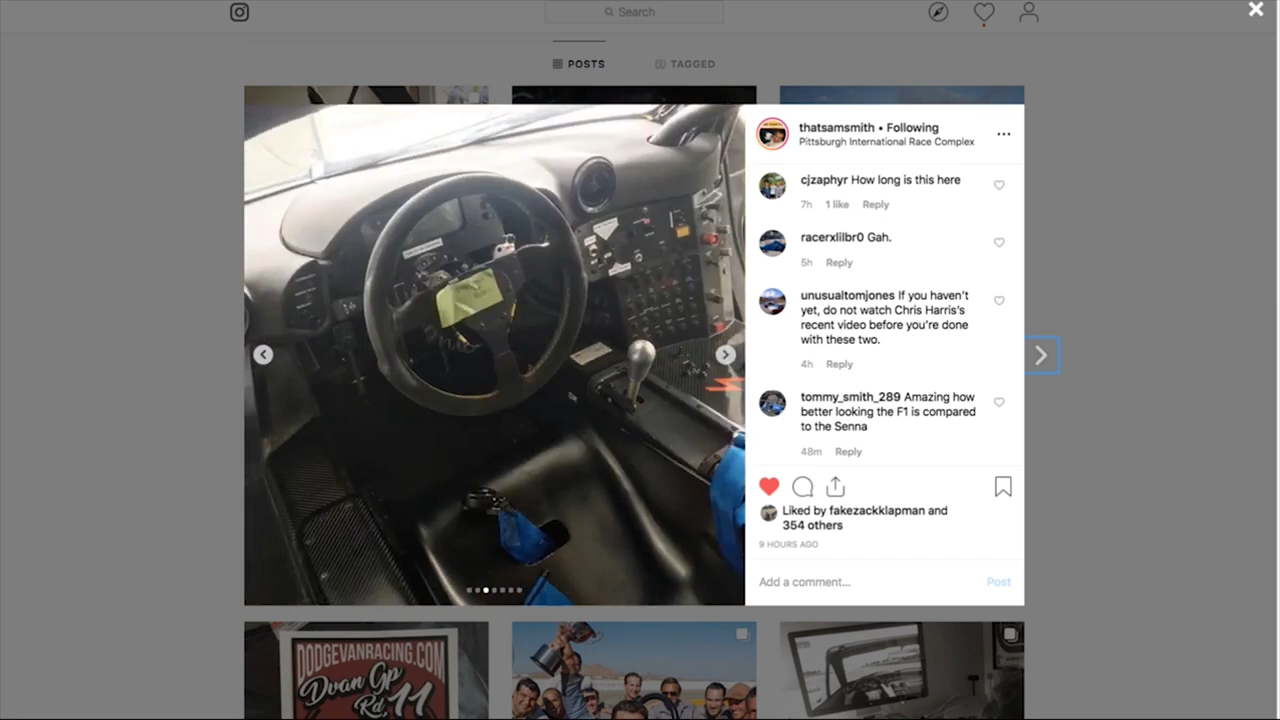 Search
POSTS
TAGGED
thatsamsmith • Following
Pittsburgh International Race Complex
cjzaphyr How long is this here
7h 1 like Reply
racerxlilbr0 Gah.
5h Reply
unusualtomjones If you haven't
yet, do not watch Chris Harris's
recent video before you're done
with these two.
4h Reply
tommy_smith_289 Amazing how
better looking the F1 is compared
to the Senna
48m Reply
Liked by fakezackklapman and
354 others
9 HOURS AGO
Add a comment... Post
DODGEVANRACING.COM
Dvan Gp
Rd. 11